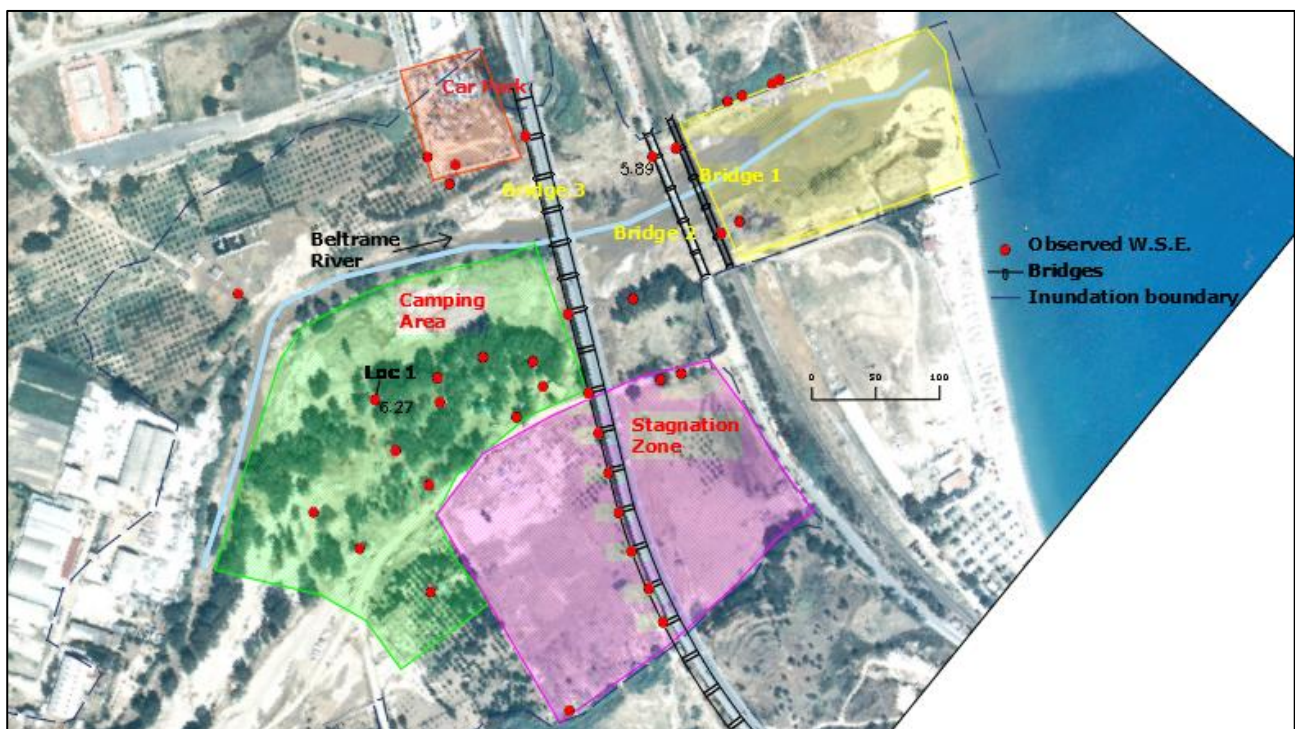 Car Park
5.89
Bridge 3
Bridge 1
Beltrame
River
Bridge 2
Observed W.S.E.
Bridges
Inundation boundary
Camping
Area
Loc 1
6.27
0 50 100
Stagnation
Zone